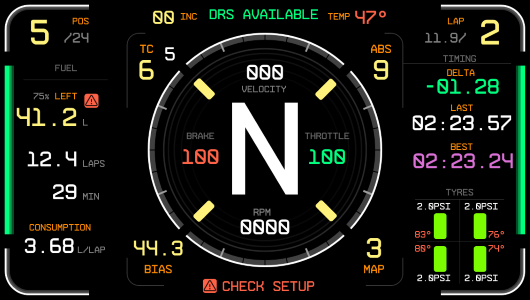 5 POS /24
00 INC
DRS AVAILABLE
TEMP 47°
LAP 2
11.9/
FUEL
75% LEFT
41.2 L
12.4 LAPS
29 MIN
CONSUMPTION
3.68 L/LAP
TC 5
6
ABS
9
000
VELOCITY
BRAKE
100
N
THROTTLE
100
RPM
0000
44.3
BIAS
3
MAP
CHECK SETUP
TIMING
DELTA
-01.28
LAST
02:23.57
BEST
02:23.24
TYRES
2.0PSI 2.0PSI
83° 76°
80° 74°
2.0PSI 2.0PSI